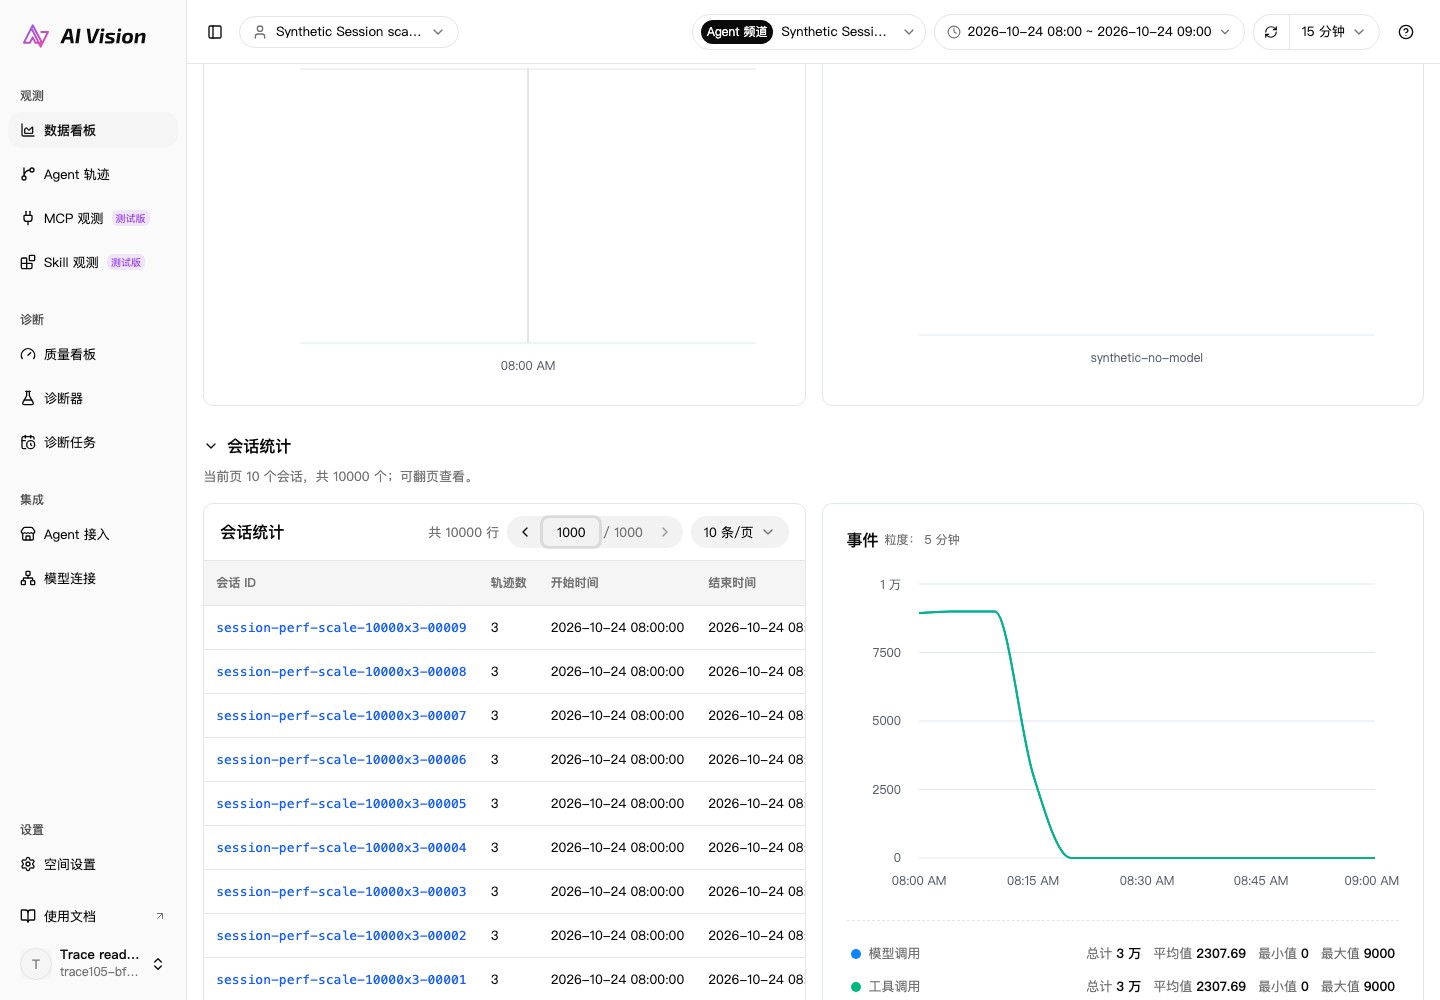 AI Vision
观测
数据看板
Agent 轨迹
MCP 观测 测试版
Skill 观测 测试版
诊断
质量看板
诊断器
诊断任务
集成
Agent 接入
模型连接
设置
空间设置
使用文档
T
Trace read...
trace105-bf...
Synthetic Session sca...
Agent 频道 Synthetic Sessi...
2026-10-24 08:00 ~ 2026-10-24 09:00
15 分钟
08:00 AM
synthetic-no-model
会话统计
当前页 10 个会话，共 10000 个；可翻页查看。
会话统计
共 10000 行
1000 / 1000
10 条/页
会话 ID 轨迹数 开始时间 结束时间
session-perf-scale-10000x3-00009 3 2026-10-24 08:00:00 2026-10-24 08:
session-perf-scale-10000x3-00008 3 2026-10-24 08:00:00 2026-10-24 08:
session-perf-scale-10000x3-00007 3 2026-10-24 08:00:00 2026-10-24 08:
session-perf-scale-10000x3-00006 3 2026-10-24 08:00:00 2026-10-24 08:
session-perf-scale-10000x3-00005 3 2026-10-24 08:00:00 2026-10-24 08:
session-perf-scale-10000x3-00004 3 2026-10-24 08:00:00 2026-10-24 08:
session-perf-scale-10000x3-00003 3 2026-10-24 08:00:00 2026-10-24 08:
session-perf-scale-10000x3-00002 3 2026-10-24 08:00:00 2026-10-24 08:
session-perf-scale-10000x3-00001 3 2026-10-24 08:00:00 2026-10-24 08:
事件 粒度： 5 分钟
1 万
7500
5000
2500
0
08:00 AM 08:15 AM 08:30 AM 08:45 AM 09:00 AM
模型调用 总计 3 万 平均值 2307.69 最小值 0 最大值 9000
工具调用 总计 3 万 平均值 2307.69 最小值 0 最大值 9000